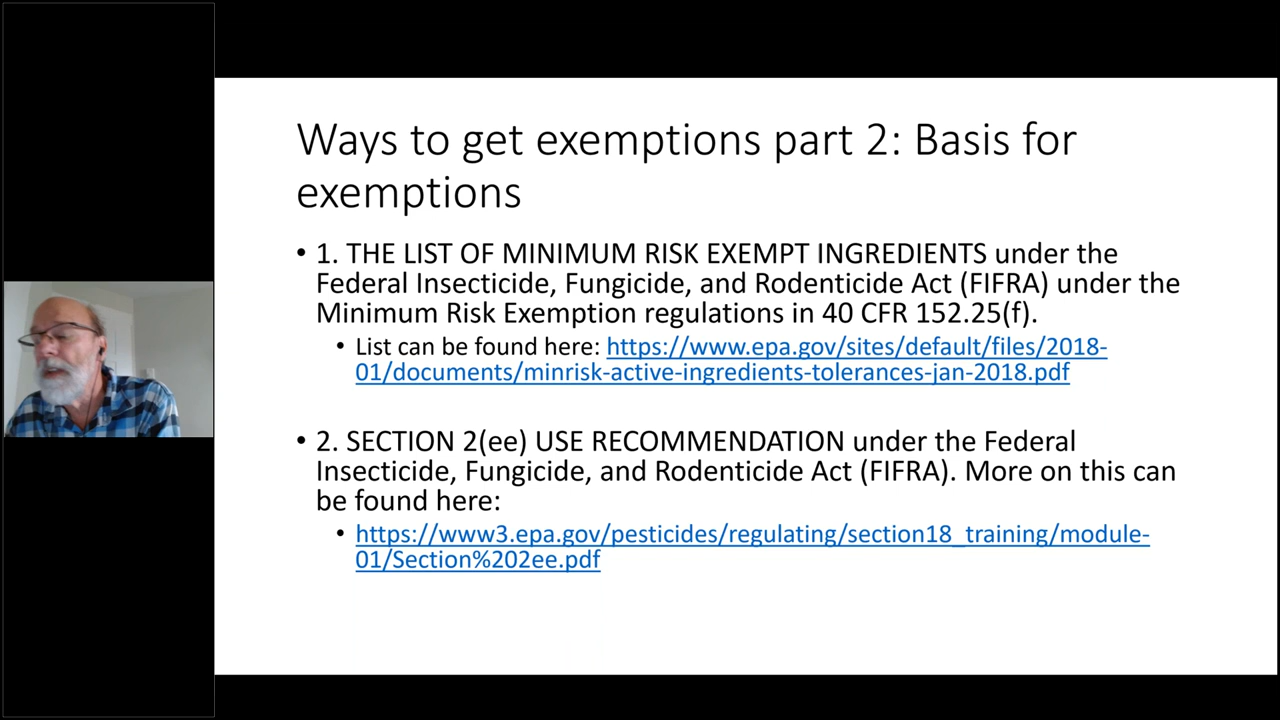 Ways to get exemptions part 2: Basis for
exemptions
• 1. THE LIST OF MINIMUM RISK EXEMPT INGREDIENTS under the
Federal Insecticide, Fungicide, and Rodenticide Act (FIFRA) under the
Minimum Risk Exemption regulations in 40 CFR 152.25(f).
• List can be found here: https://www.epa.gov/sites/default/files/2018-
01/documents/minrisk-active-ingredients-tolerances-jan-2018.pdf
• 2. SECTION 2(ee) USE RECOMMENDATION under the Federal
Insecticide, Fungicide, and Rodenticide Act (FIFRA). More on this can
be found here:
• https://www3.epa.gov/pesticides/regulating/section18_training/module-
01/Section%202ee.pdf